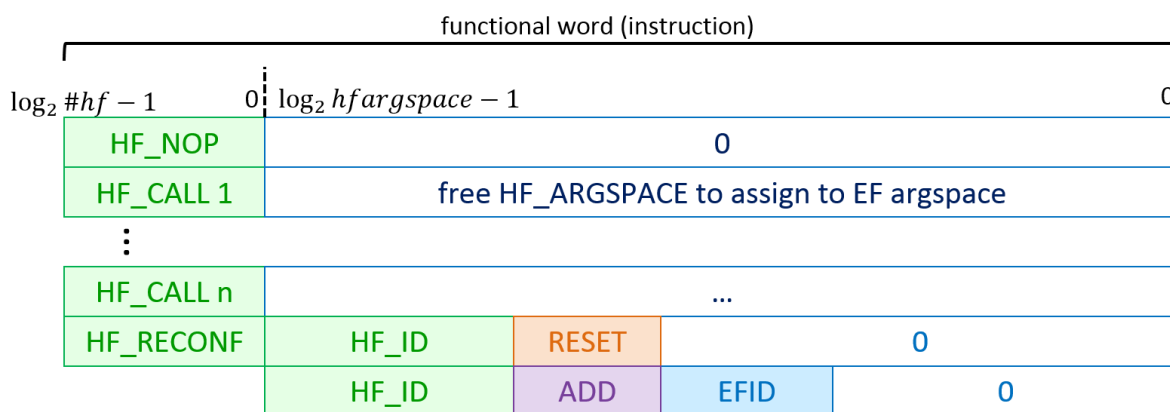 functional word (instruction)
log₂ #hf − 1 0 log₂ hfargspace − 1 0
HF_NOP 0
HF_CALL 1 free HF_ARGSPACE to assign to EF argspace
⋮
HF_CALL n ...
HF_RECONF HF_ID RESET 0
HF_ID ADD EFID 0